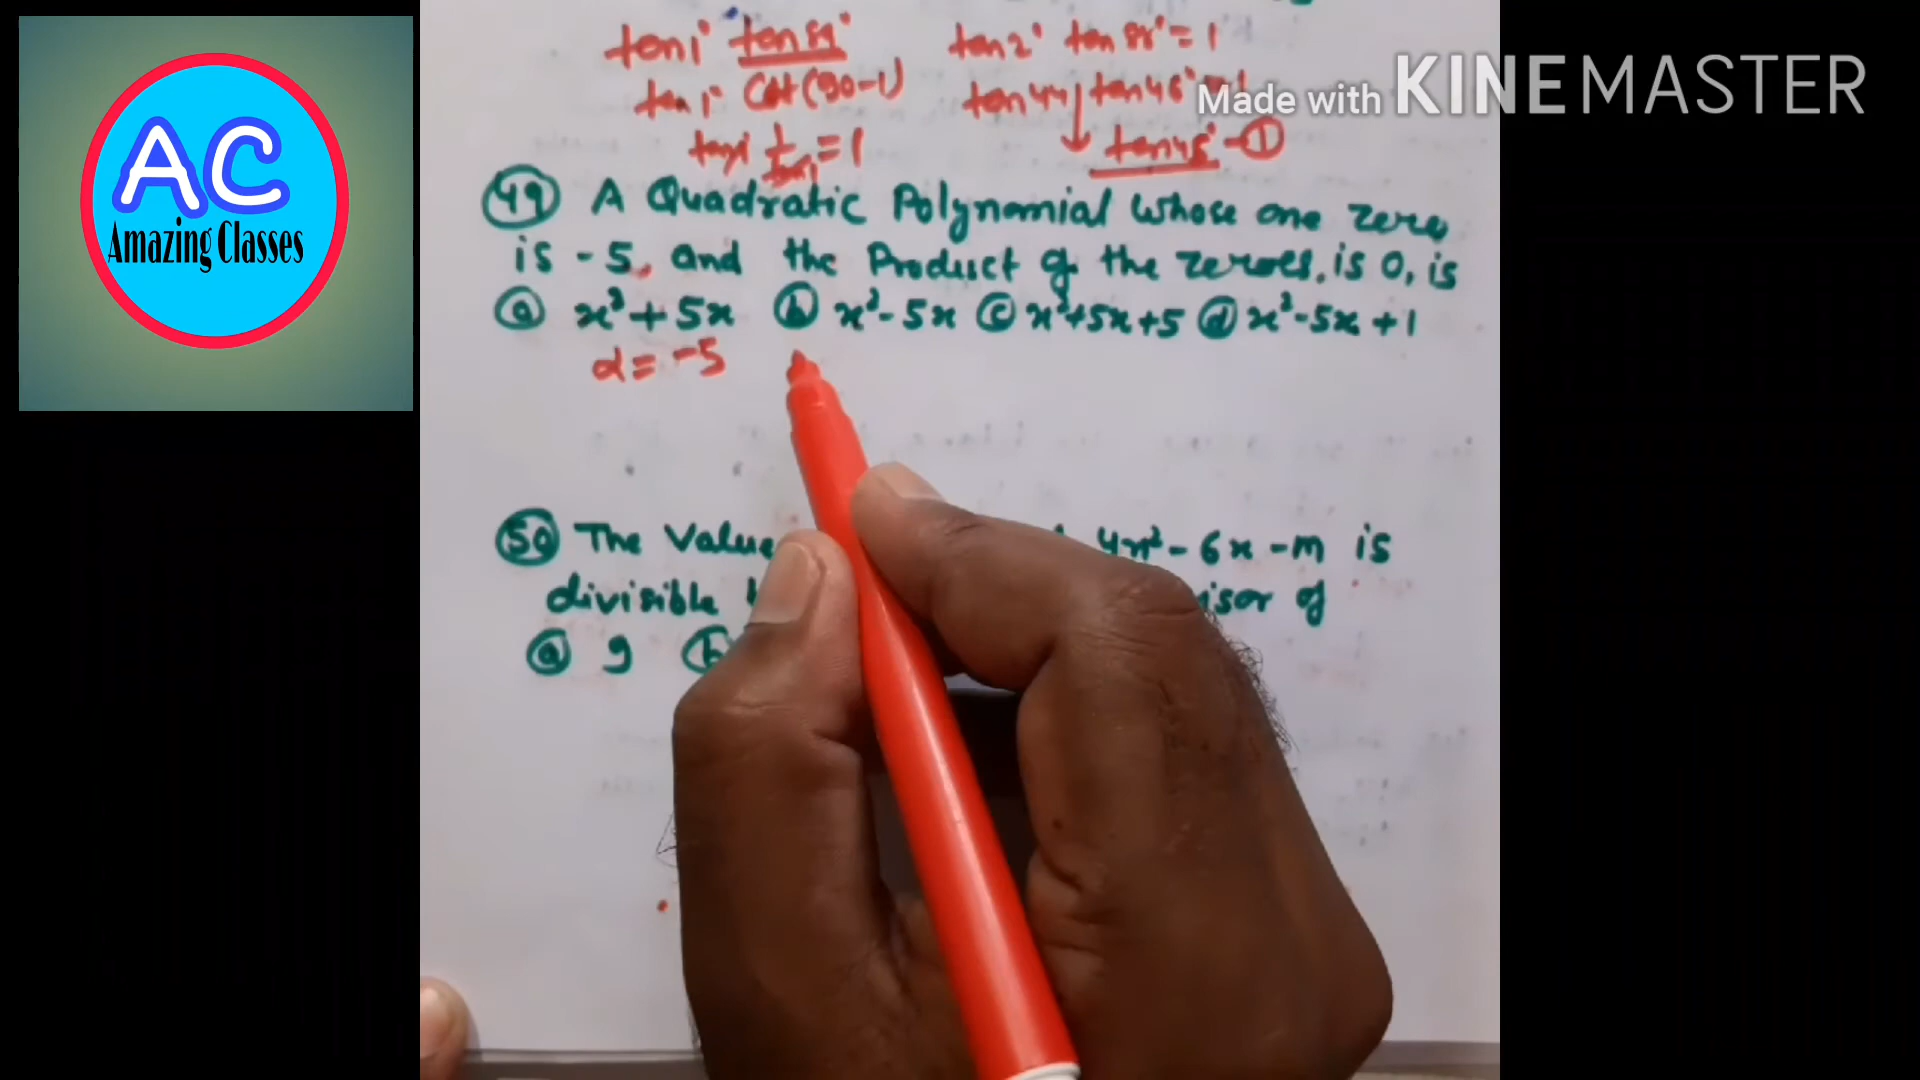 AC
Amazing Classes
Made with KINEMASTER
tan1° tan89° tan2° tan88° = 1
tan1° Cot(90-1) tan44 tan46° = 1
tan1 1/tan1 = 1 tan45° - ①
49 A Quadratic Polynomial whose one zero
is -5, and the Product of the zeroes, is 0, is
ⓐ x²+5x ⓑ x²-5x ⓒ x²+5x+5 ⓓ x²-5x+1
α = -5
50 The Value 4x²-6x-m is
divisible of
ⓐ 9 ⓑ